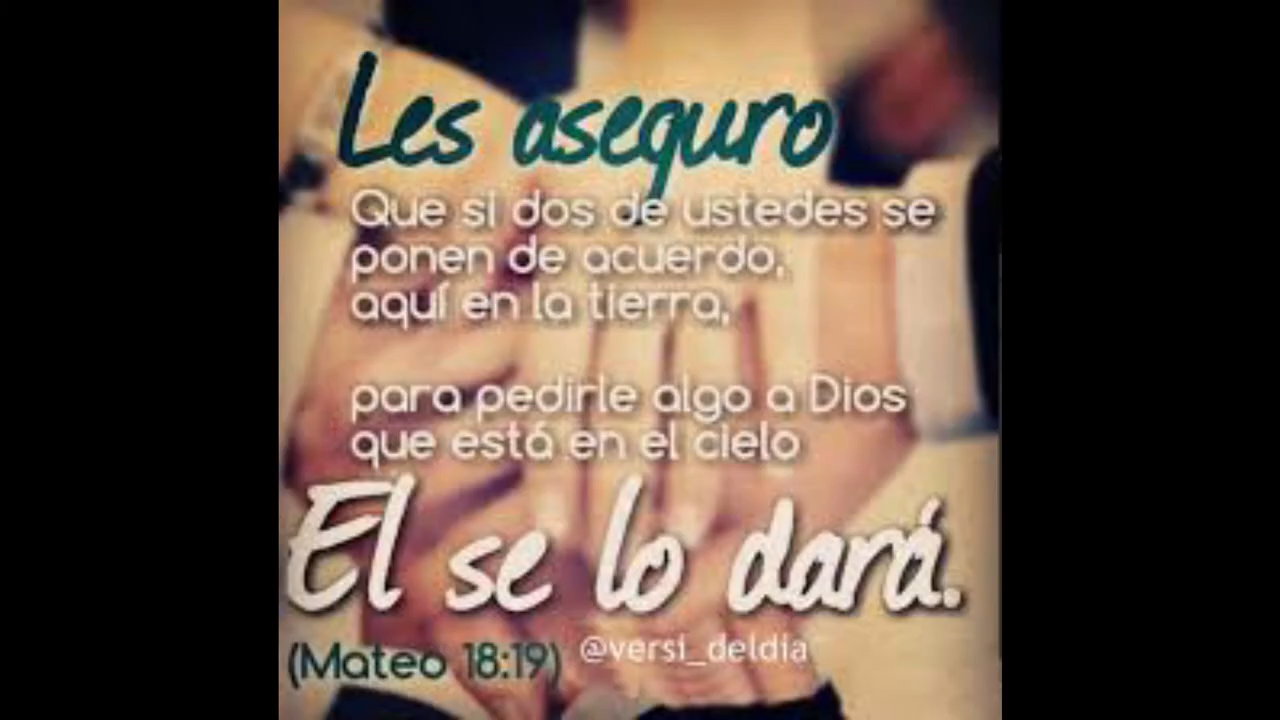 Les aseguro
Que si dos de ustedes se
ponen de acuerdo,
aquí en la tierra,
para pedirle algo a Dios
que está en el cielo
El se lo dará.
(Mateo 18:19) @versi_deldia